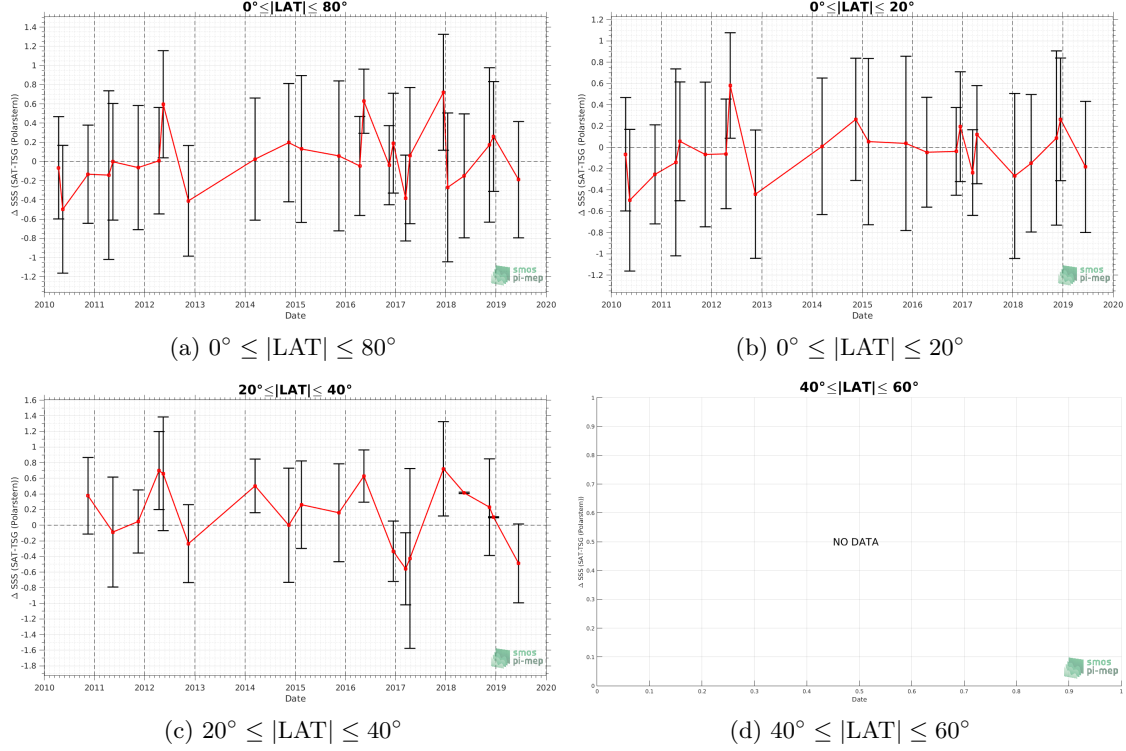 0°≤|LAT|≤ 80°
1.4
1.2
1
0.8
0.6
0.4
0.2
0
-0.2
-0.4
-0.6
-0.8
-1
-1.2
Δ SSS (SAT-TSG (Polarstern))
2010 2011 2012 2013 2014 2015 2016 2017 2018 2019 2020
Date
smos
pi-mep
(a) 0° ≤ |LAT| ≤ 80°
0°≤|LAT|≤ 20°
1.2
1
0.8
0.6
0.4
0.2
0
-0.2
-0.4
-0.6
-0.8
-1
-1.2
Δ SSS (SAT-TSG (Polarstern))
2010 2011 2012 2013 2014 2015 2016 2017 2018 2019 2020
Date
smos
pi-mep
(b) 0° ≤ |LAT| ≤ 20°
20°≤|LAT|≤ 40°
1.6
1.4
1.2
1
0.8
0.6
0.4
0.2
0
-0.2
-0.4
-0.6
-0.8
-1
-1.2
-1.4
-1.6
-1.8
Δ SSS (SAT-TSG (Polarstern))
2010 2011 2012 2013 2014 2015 2016 2017 2018 2019 2020
Date
smos
pi-mep
(c) 20° ≤ |LAT| ≤ 40°
40°≤|LAT|≤ 60°
1
0.9
0.8
0.7
0.6
0.5
0.4
0.3
0.2
0.1
0
Δ SSS (SAT-TSG (Polarstern))
NO DATA
0 0.1 0.2 0.3 0.4 0.5 0.6 0.7 0.8 0.9 1
Date
smos
pi-mep
(d) 40° ≤ |LAT| ≤ 60°